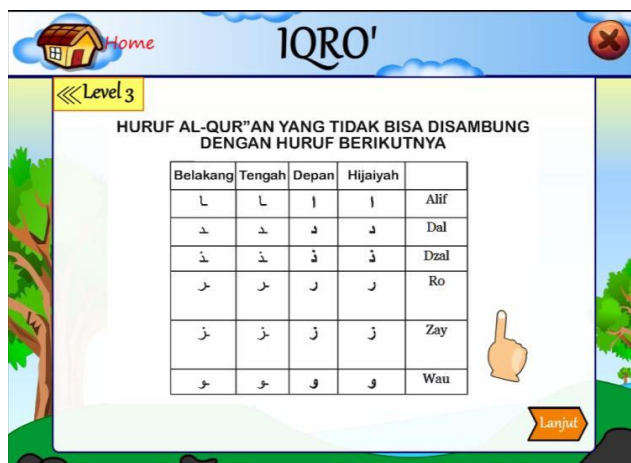 Home
IQRO'
Level 3
HURUF AL-QUR"AN YANG TIDAK BISA DISAMBUNG
DENGAN HURUF BERIKUTNYA
Belakang Tengah Depan Hijaiyah
ـا ـا ا ا Alif
ـد ـد د د Dal
ـذ ـذ ذ ذ Dzal
ـر ـر ر ر Ro
ـز ـز ز ز Zay
ـو ـو و و Wau
Lanjut